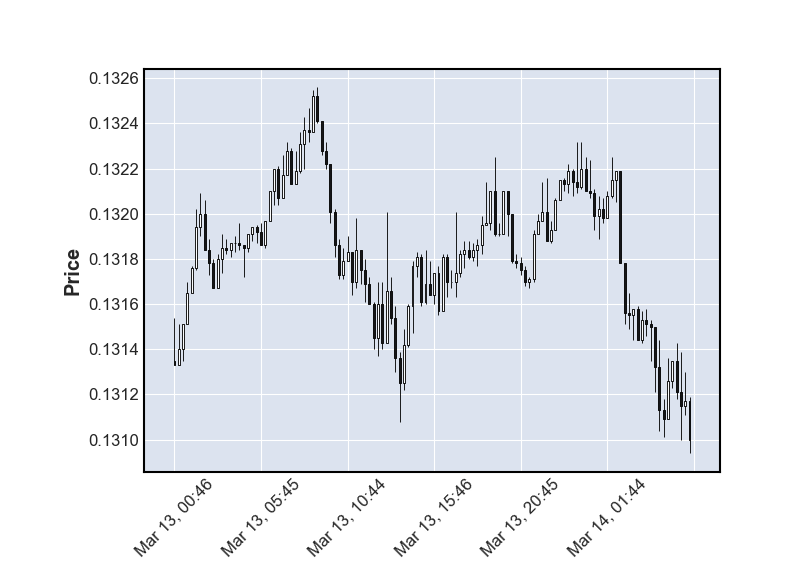 0.1326
0.1324
0.1322
0.1320
0.1318
0.1316
0.1314
0.1312
0.1310
Price
Mar 13, 00:46
Mar 13, 05:45
Mar 13, 10:44
Mar 13, 15:46
Mar 13, 20:45
Mar 14, 01:44